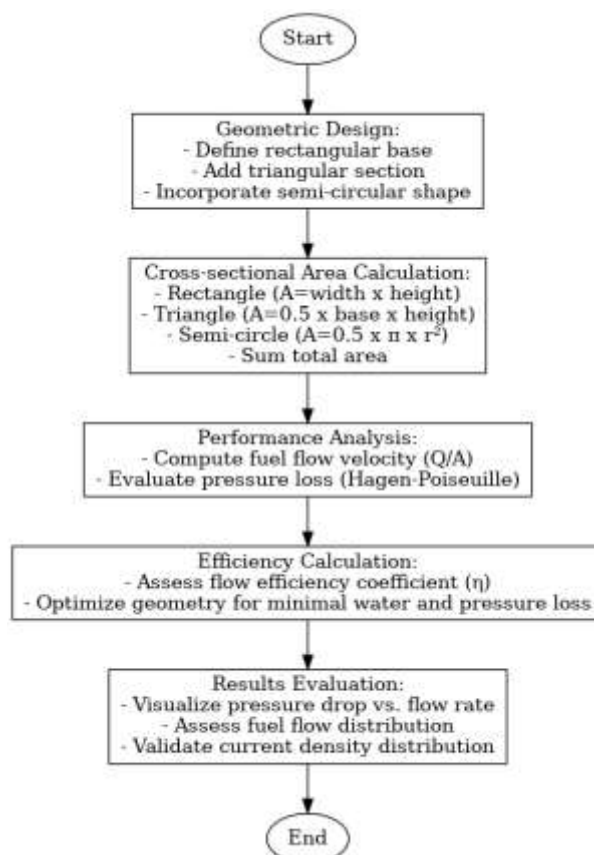 Start
Geometric Design:
- Define rectangular base
- Add triangular section
- Incorporate semi-circular shape
Cross-sectional Area Calculation:
- Rectangle (A=width x height)
- Triangle (A=0.5 x base x height)
- Semi-circle (A=0.5 x π x r²)
- Sum total area
Performance Analysis:
- Compute fuel flow velocity (Q/A)
- Evaluate pressure loss (Hagen-Poiseuille)
Efficiency Calculation:
- Assess flow efficiency coefficient (η)
- Optimize geometry for minimal water and pressure loss
Results Evaluation:
- Visualize pressure drop vs. flow rate
- Assess fuel flow distribution
- Validate current density distribution
End